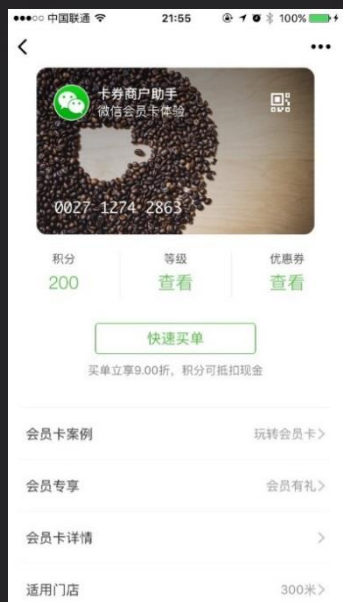 中国联通
21:55
100%
卡券商户助手
微信会员卡体验
0027 1274 2863
积分
等级
优惠券
200
查看
查看
快速买单
买单立享9.00折，积分可抵扣现金
会员卡案例
玩转会员卡
会员专享
会员有礼
会员卡详情
适用门店
300米